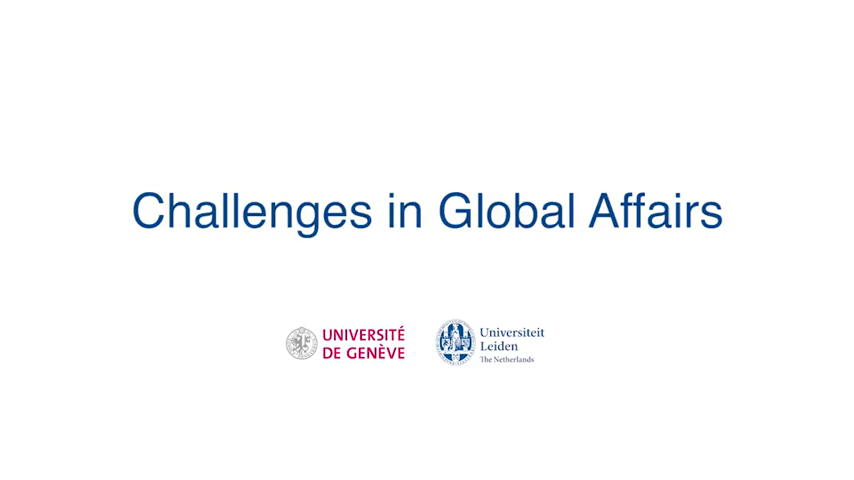 Challenges in Global Affairs
UNIVERSITÉ
DE GENÈVE
Universiteit
Leiden
The Netherlands